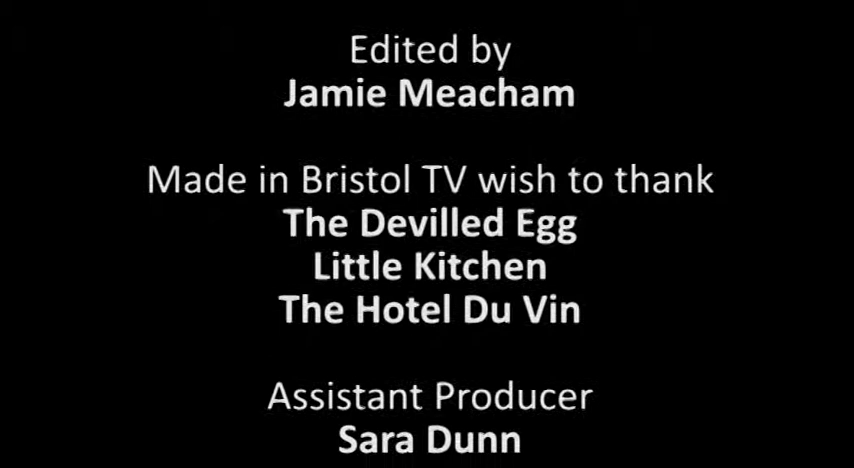 Edited by
Jamie Meacham
Made in Bristol TV wish to thank
The Devilled Egg
Little Kitchen
The Hotel Du Vin
Assistant Producer
Sara Dunn